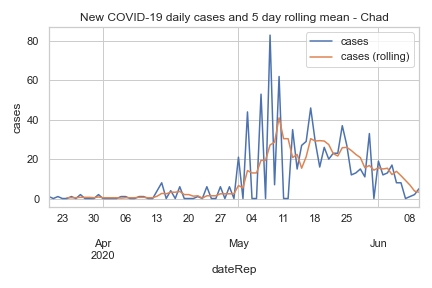 New COVID-19 daily cases and 5 day rolling mean - Chad
cases
cases (rolling)
80
60
40
20
0
cases
23 30 06 13 20 27 04 11 18 25 08
Apr May Jun
2020
dateRep